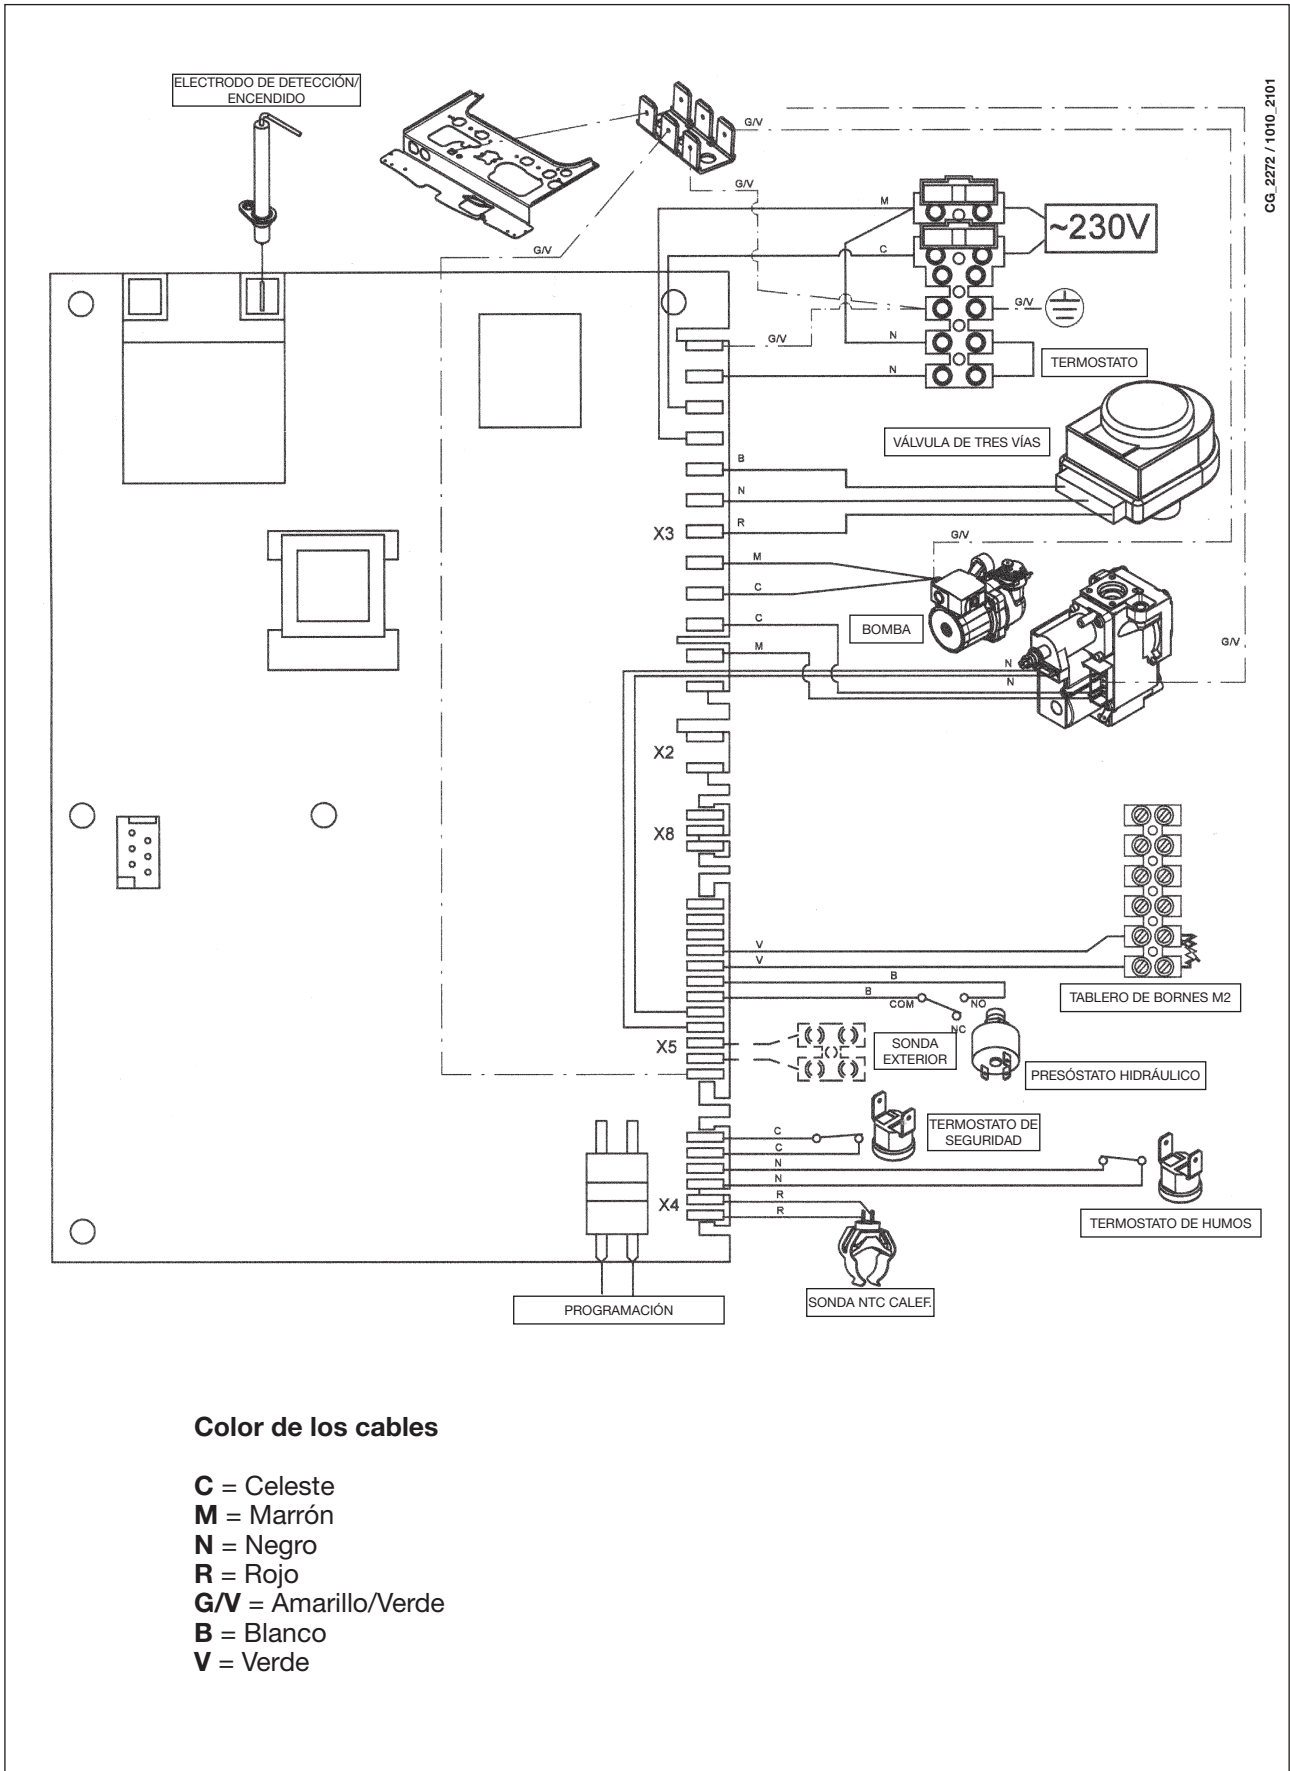 ELECTRODO DE DETECCIÓN/
ENCENDIDO
CG_2272 / 1010_2101
G/V
G/V
G/V
M
~230V
C
G/V
G/V
N
TERMOSTATO
N
VÁLVULA DE TRES VÍAS
B
N
R
X3
G/V
M
C
BOMBA
C
M
G/V
N
N
X2
X8
V
V
B
B
COM
NO
NC
TABLERO DE BORNES M2
X5
SONDA
EXTERIOR
PRESÓSTATO HIDRÁULICO
TERMOSTATO DE
SEGURIDAD
C
C
N
N
R
R
X4
TERMOSTATO DE HUMOS
SONDA NTC CALEF.
PROGRAMACIÓN
Color de los cables
C = Celeste
M = Marrón
N = Negro
R = Rojo
G/V = Amarillo/Verde
B = Blanco
V = Verde